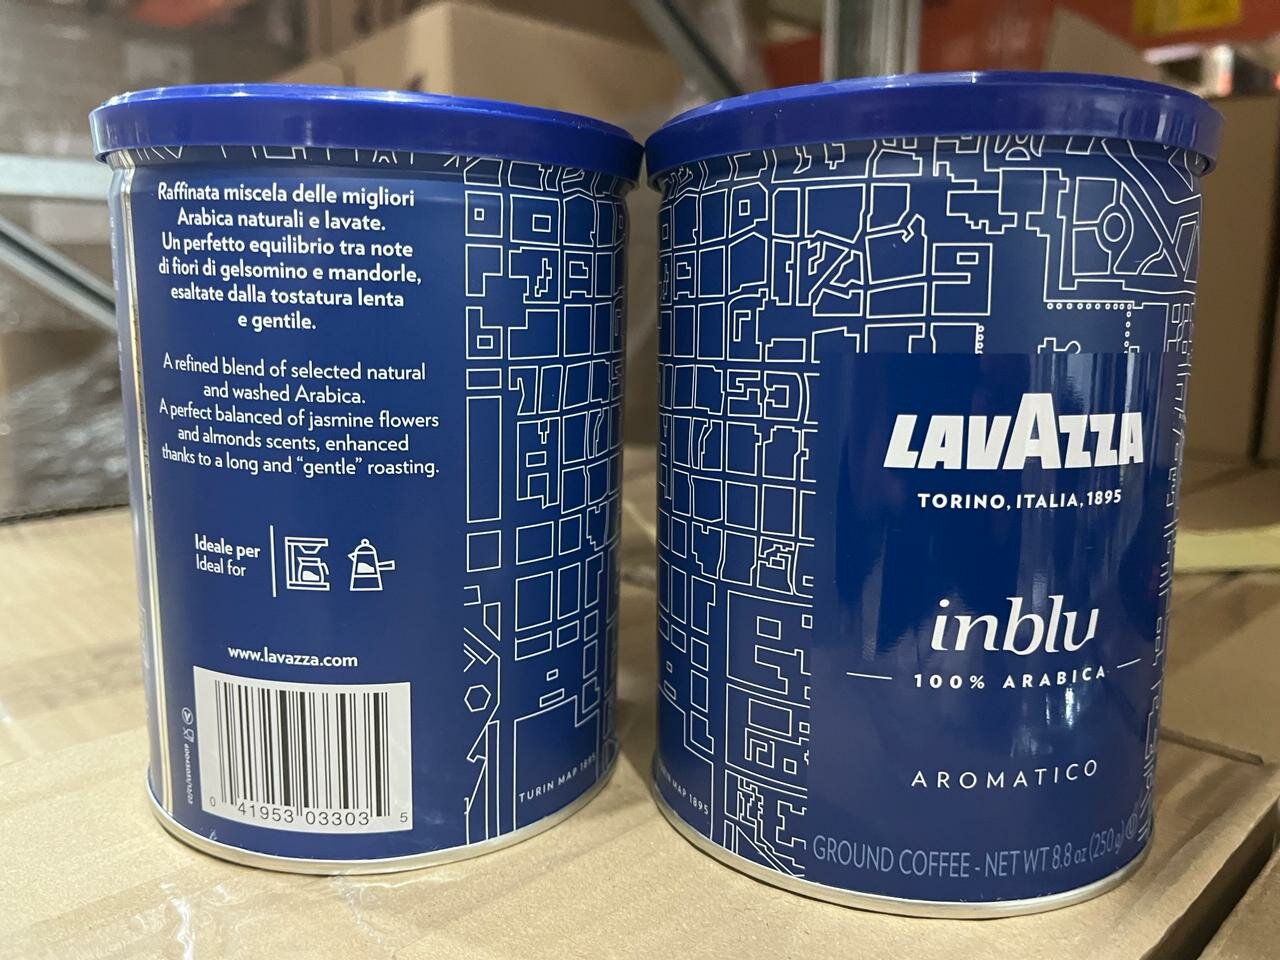 Raffinata miscela delle migliori
Arabica naturali e lavate.
Un perfetto equilibrio tra note
di fiori di gelsomino e mandorle,
esaltate dalla tostatura lenta
e gentile.
A refined blend of selected natural
and washed Arabica.
A perfect balanced of jasmine flowers
and almonds scents, enhanced
thanks to a long and “gentle” roasting.
Ideale per
Ideal for
www.lavazza.com
0 41953 03303 5
TURIN MAP 1895
LAVAZZA
TORINO, ITALIA, 1895
inblu
100% ARABICA
AROMATICO
GROUND COFFEE - NET WT 8.8 oz (250 g)
MAP 1895